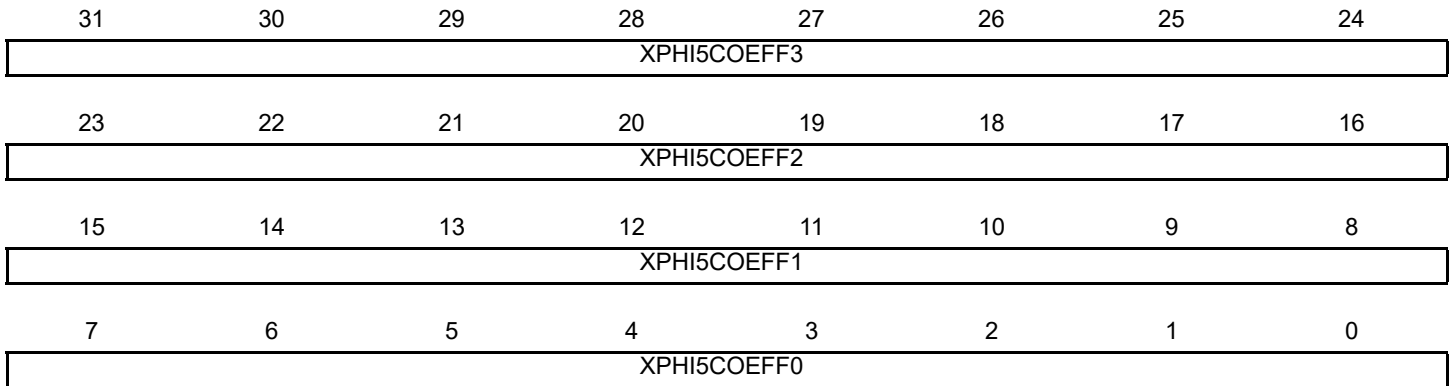 31 30 29 28 27 26 25 24
XPHI5COEFF3
23 22 21 20 19 18 17 16
XPHI5COEFF2
15 14 13 12 11 10 9 8
XPHI5COEFF1
7 6 5 4 3 2 1 0
XPHI5COEFF0